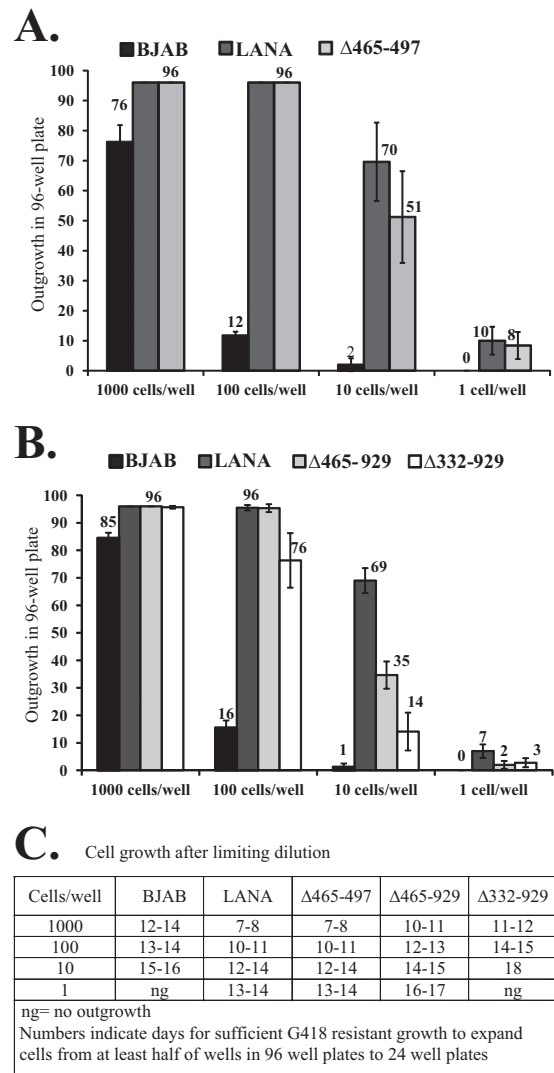 A.
BJAB LANA Δ465-497
Outgrowth in 96-well plate
100
90
80
70
60
50
40
30
20
10
0
76
96
12
96
2
70
51
0
10
8
1000 cells/well 100 cells/well 10 cells/well 1 cell/well
B.
BJAB LANA Δ465-929 Δ332-929
Outgrowth in 96-well plate
100
90
80
70
60
50
40
30
20
10
0
85
96
16
96
76
1
69
35
14
0
7
2
3
1000 cells/well 100 cells/well 10 cells/well 1 cell/well
C. Cell growth after limiting dilution
Cells/well BJAB LANA Δ465-497 Δ465-929 Δ332-929
1000 12-14 7-8 7-8 10-11 11-12
100 13-14 10-11 10-11 12-13 14-15
10 15-16 12-14 12-14 14-15 18
1 ng 13-14 13-14 16-17 ng
ng= no outgrowth
Numbers indicate days for sufficient G418 resistant growth to expand
cells from at least half of wells in 96 well plates to 24 well plates